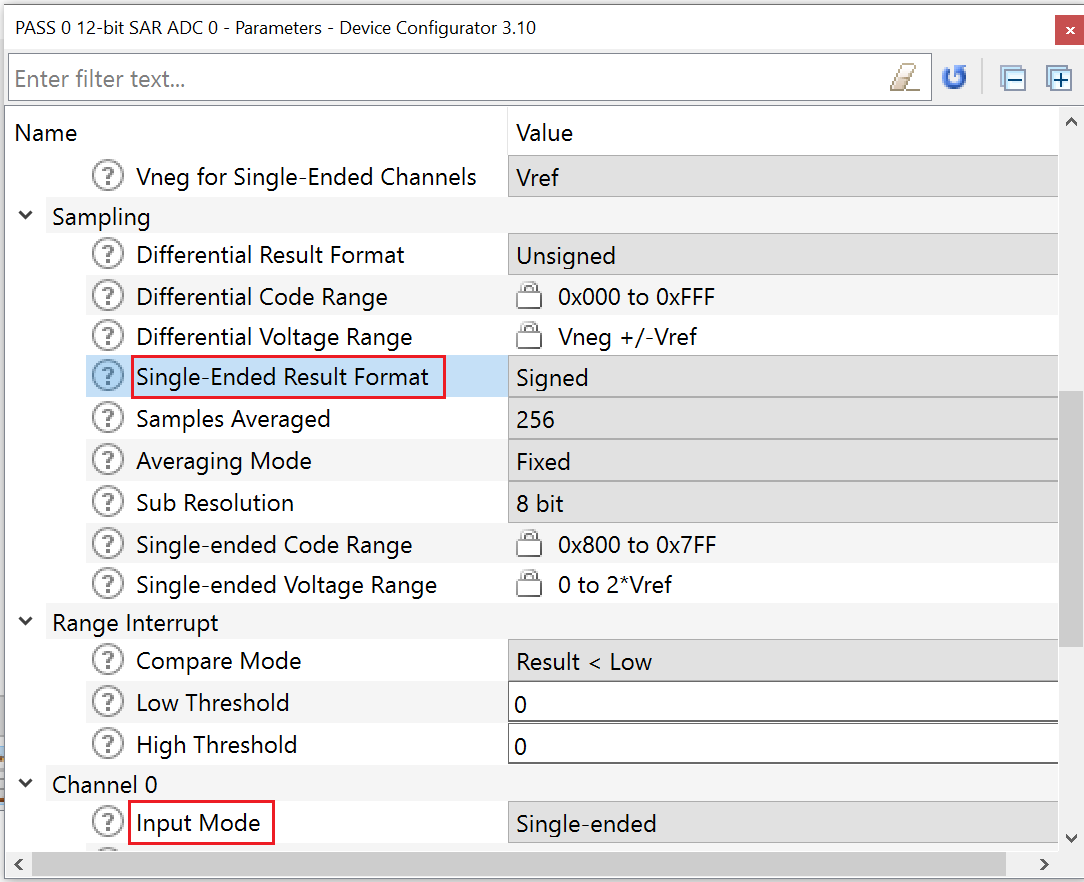 PASS 0 12-bit SAR ADC 0 - Parameters - Device Configurator 3.10
Enter filter text...
Name Value
Vneg for Single-Ended Channels Vref
Sampling
Differential Result Format Unsigned
Differential Code Range 0x000 to 0xFFF
Differential Voltage Range Vneg +/-Vref
Single-Ended Result Format Signed
Samples Averaged 256
Averaging Mode Fixed
Sub Resolution 8 bit
Single-ended Code Range 0x800 to 0x7FF
Single-ended Voltage Range 0 to 2*Vref
Range Interrupt
Compare Mode Result < Low
Low Threshold 0
High Threshold 0
Channel 0
Input Mode Single-ended